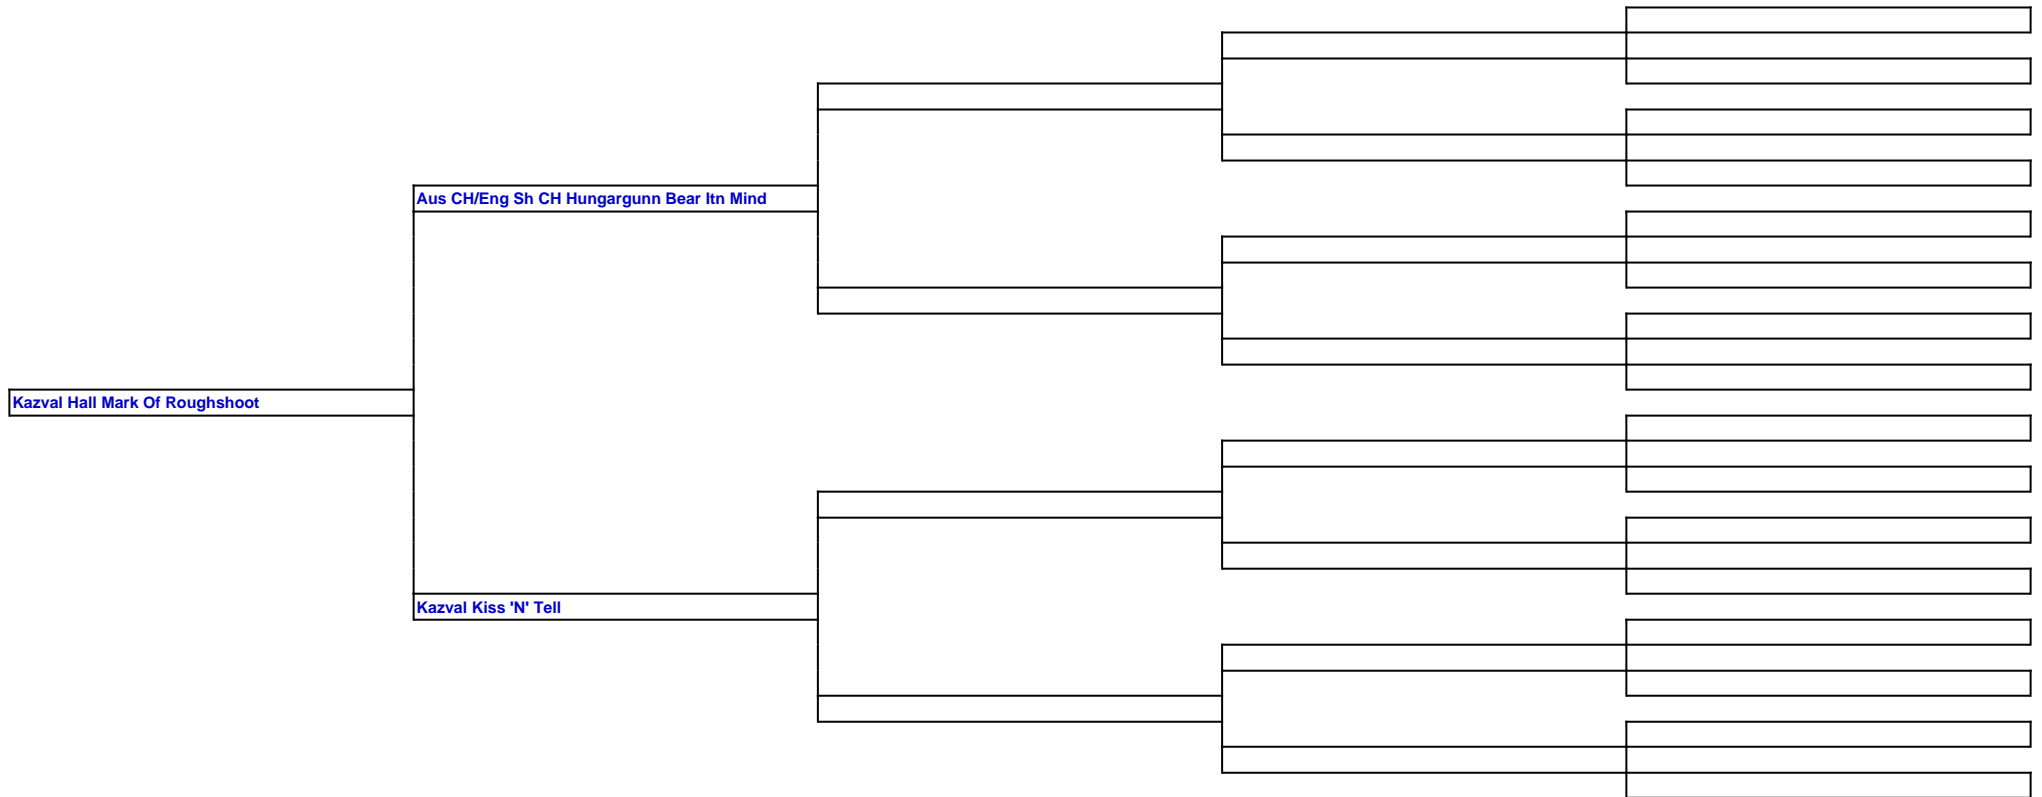 Aus CH/Eng Sh CH Hungargunn Bear Itn Mind
Kazval Hall Mark Of Roughshoot
Kazval Kiss 'N' Tell